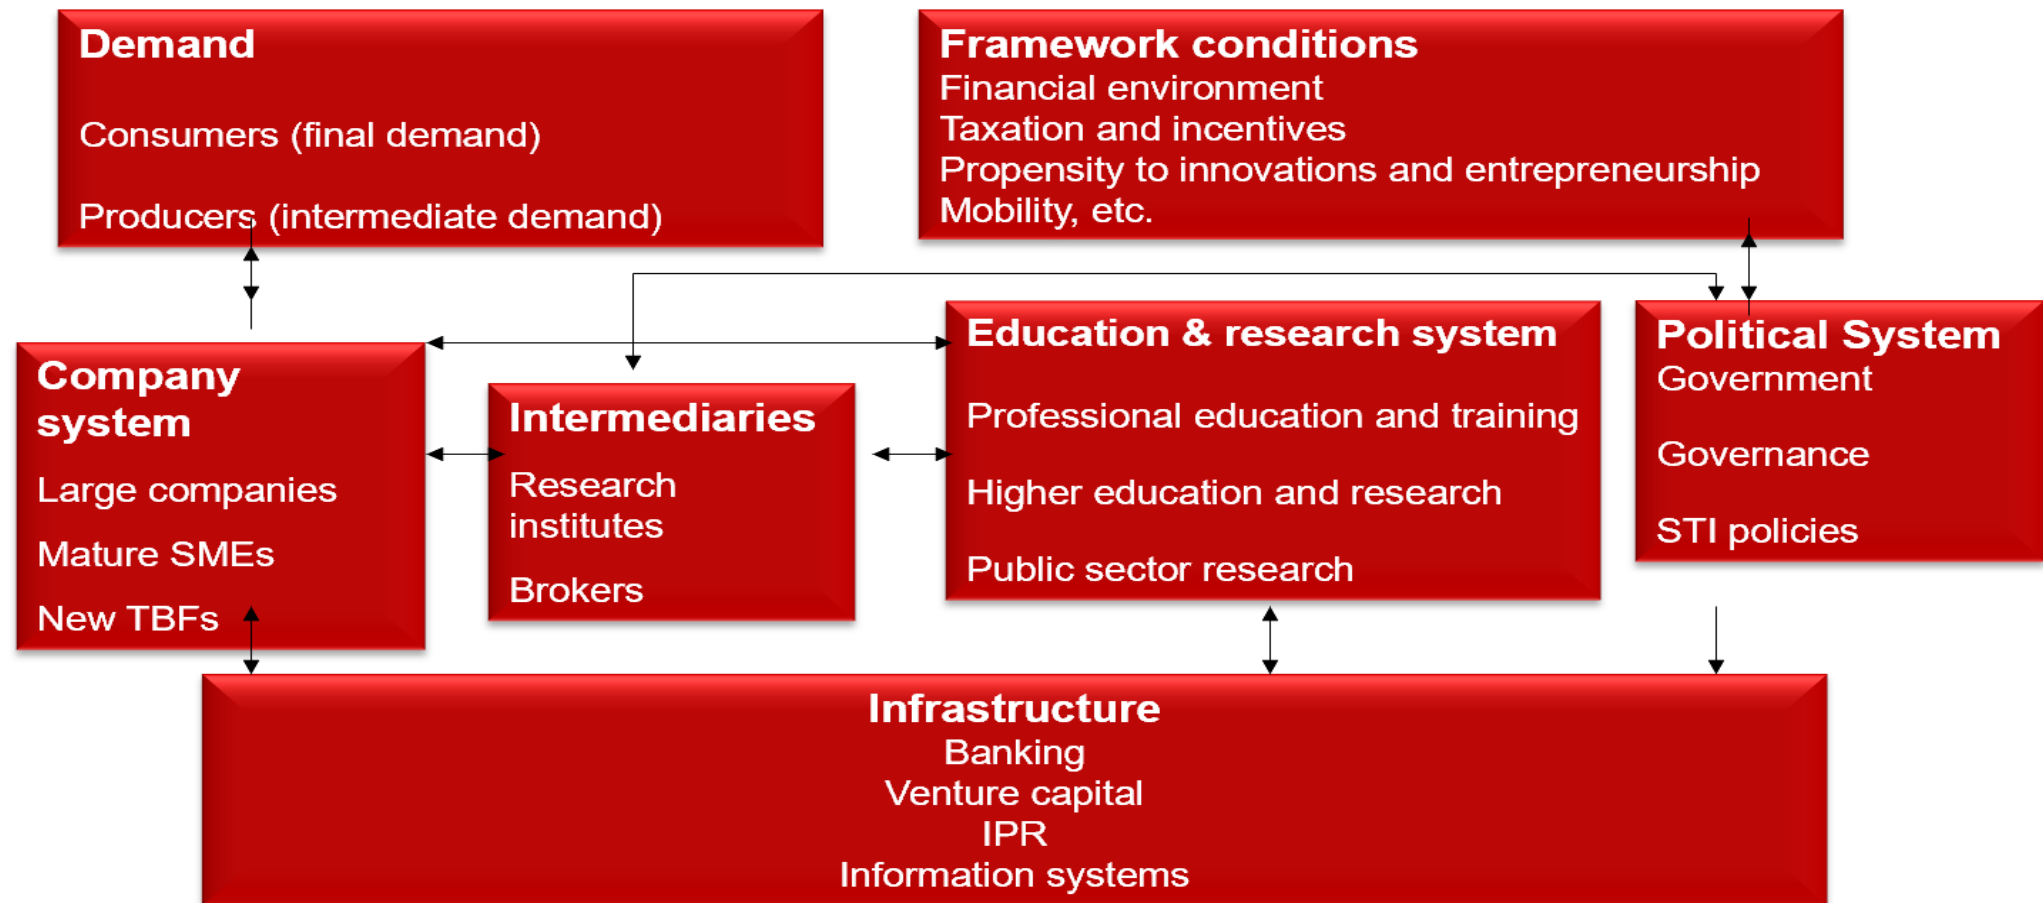 Demand
Consumers (final demand)
Producers (intermediate demand)
Framework conditions
Financial environment
Taxation and incentives
Propensity to innovations and entrepreneurship
Mobility, etc.
Company
system
Large companies
Mature SMEs
New TBFs
Intermediaries
Research
institutes
Brokers
Education & research system
Professional education and training
Higher education and research
Public sector research
Political System
Government
Governance
STI policies
Infrastructure
Banking
Venture capital
IPR
Information systems